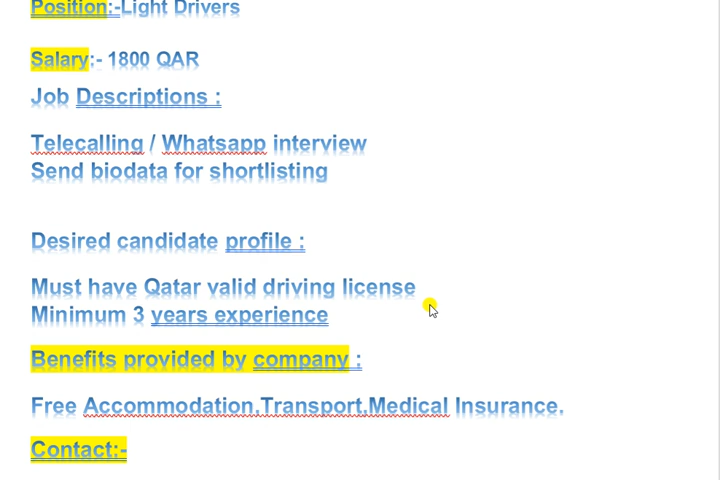 Position:-Light Drivers
Salary:- 1800 QAR
Job Descriptions :
Telecalling / Whatsapp interview
Send biodata for shortlisting
Desired candidate profile :
Must have Qatar valid driving license
Minimum 3 years experience
Benefits provided by company :
Free Accommodation,Transport,Medical Insurance.
Contact:-